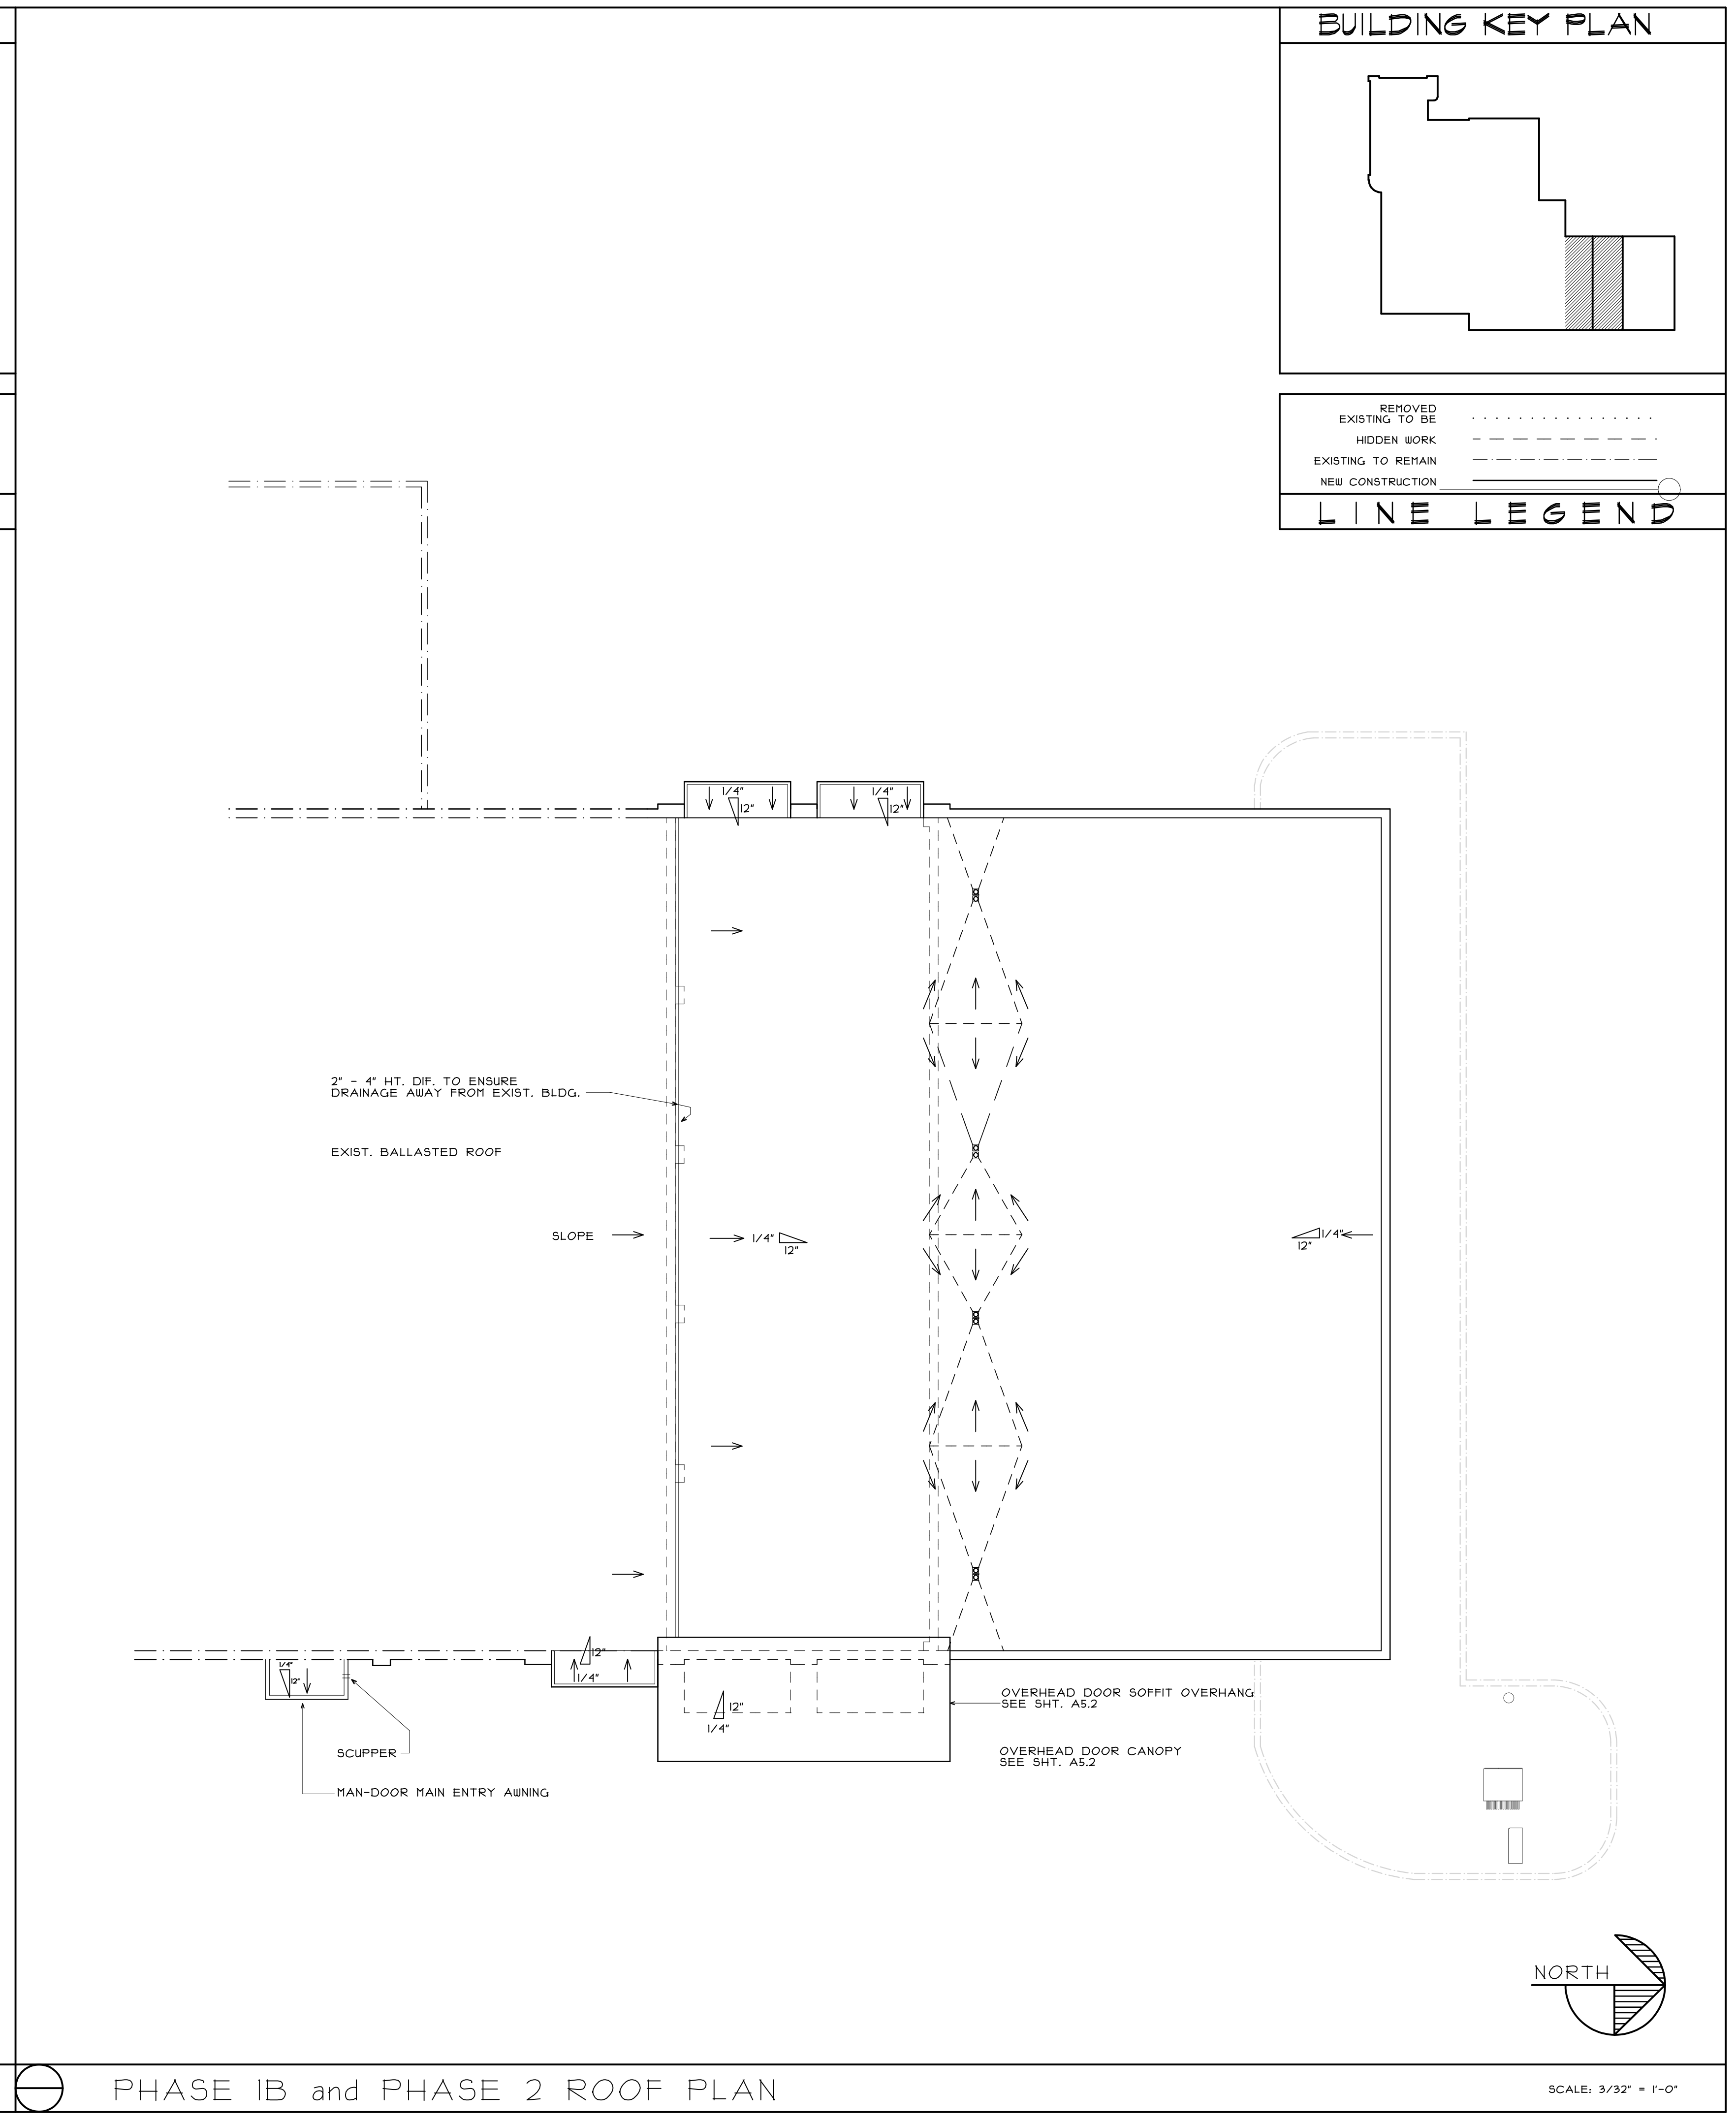 BUILDING KEY PLAN
REMOVED
EXISTING TO BE
HIDDEN WORK
EXISTING TO REMAIN
NEW CONSTRUCTION
LINE LEGEND
1/4"
12"
1/4"
12"
2" - 4" HT. DIF. TO ENSURE
DRAINAGE AWAY FROM EXIST. BLDG.
EXIST. BALLASTED ROOF
SLOPE
1/4"
12"
1/4"
12"
12"
1/4"
1/4"
12"
12"
1/4"
OVERHEAD DOOR SOFFIT OVERHANG
SEE SHT. A5.2
OVERHEAD DOOR CANOPY
SEE SHT. A5.2
SCUPPER
MAN-DOOR MAIN ENTRY AWNING
NORTH
PHASE 1B and PHASE 2 ROOF PLAN
SCALE: 3/32" = 1'-0"